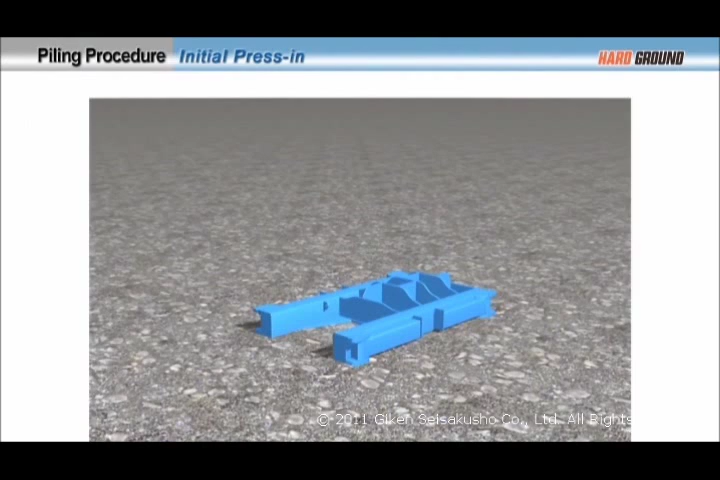 Piling Procedure Initial Press-in HARD GROUND
© 2011 Giken Seisakusho Co., Ltd. All Rights